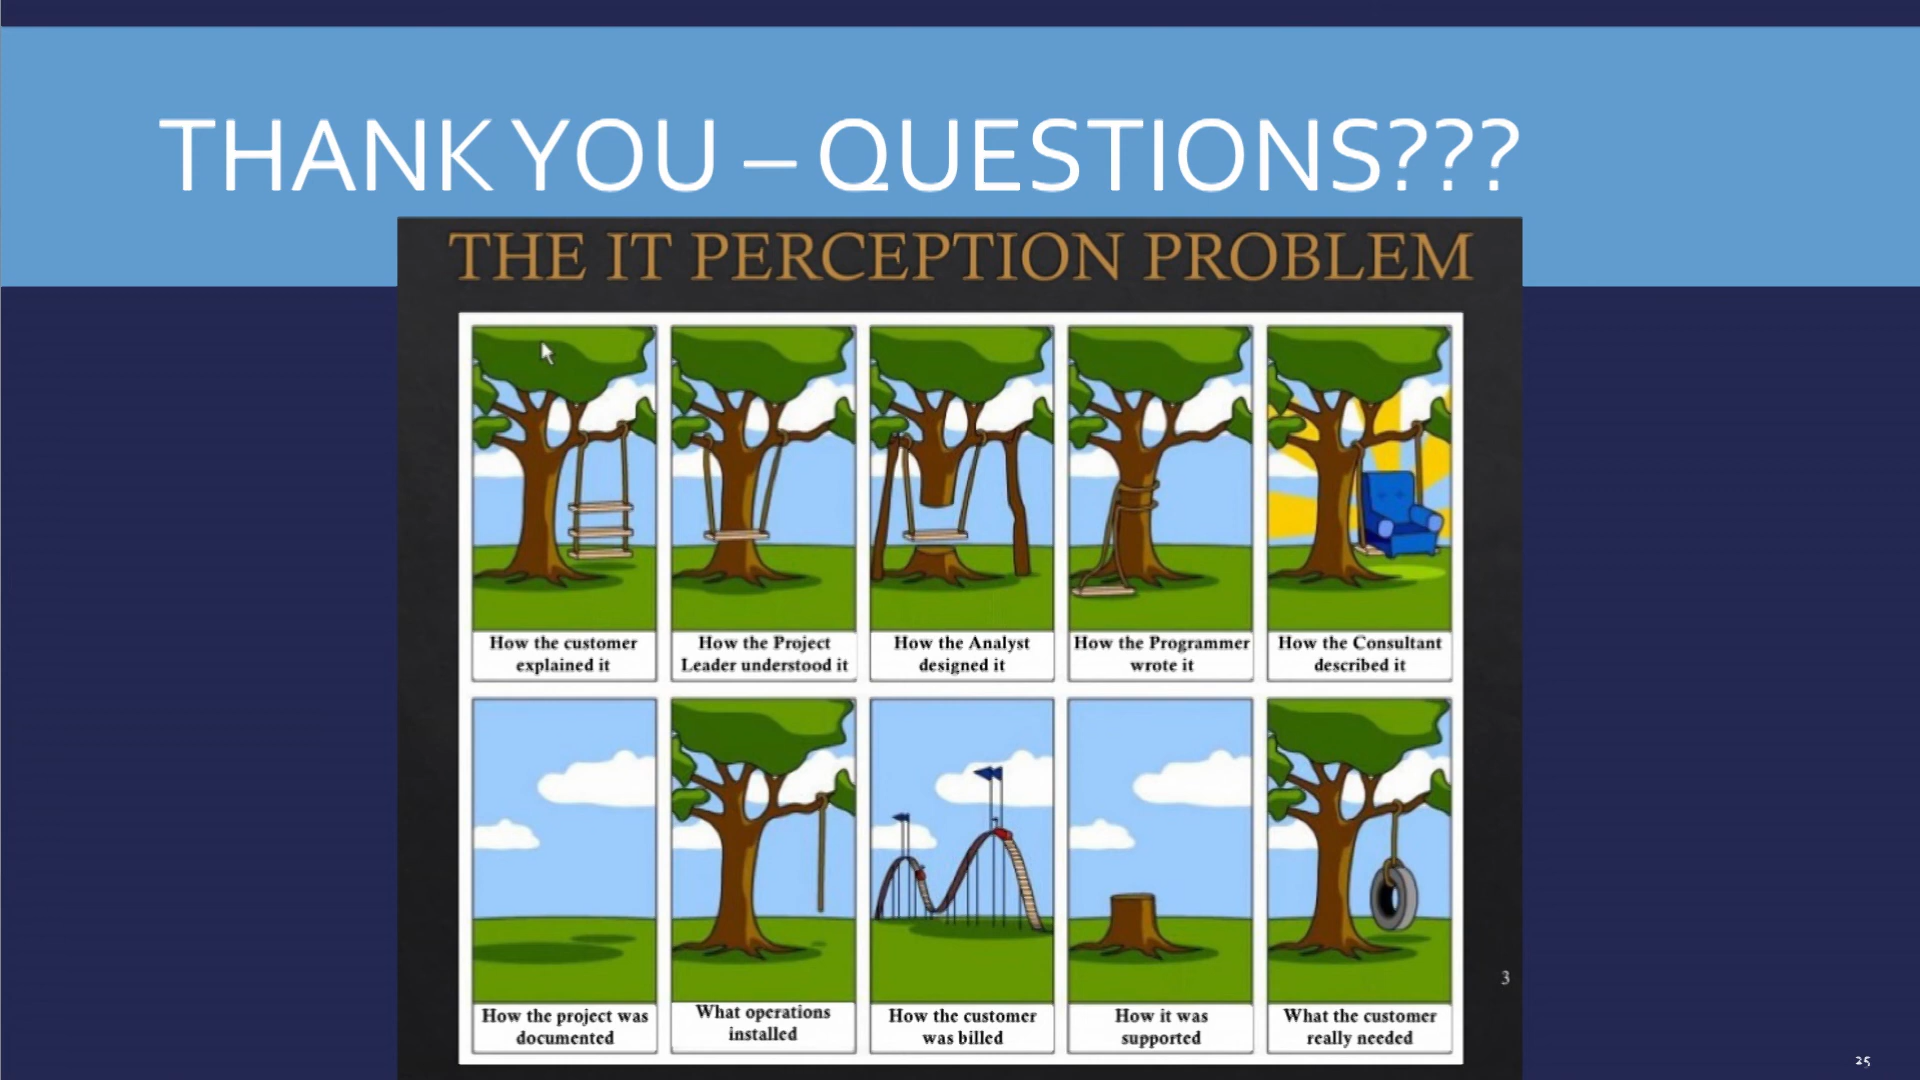 THANK YOU – QUESTIONS???
THE IT PERCEPTION PROBLEM
How the customer
explained it
How the Project
Leader understood it
How the Analyst
designed it
How the Programmer
wrote it
How the Consultant
described it
How the project was
documented
What operations
installed
How the customer
was billed
How it was
supported
What the customer
really needed
3
25